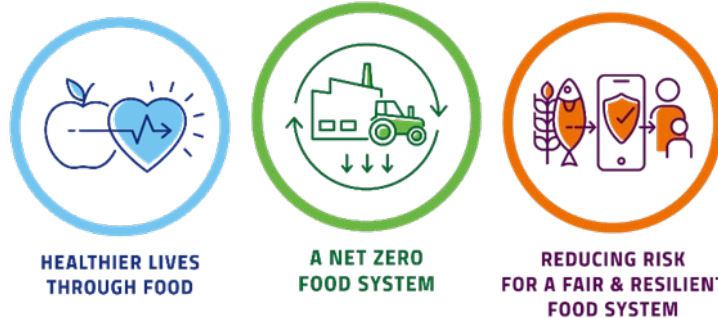 HEALTHIER LIVES
THROUGH FOOD
A NET ZERO
FOOD SYSTEM
REDUCING RISK
FOR A FAIR & RESILIENT
FOOD SYSTEM